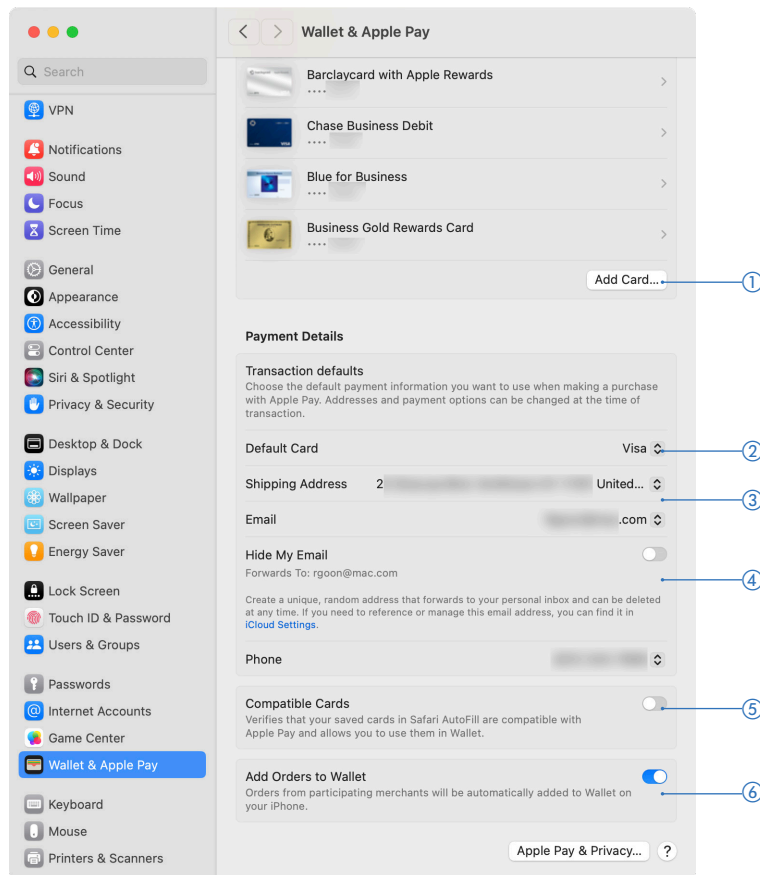 Wallet & Apple Pay
Search
VPN
Notifications
Sound
Focus
Screen Time
General
Appearance
Accessibility
Control Center
Siri & Spotlight
Privacy & Security
Desktop & Dock
Displays
Wallpaper
Screen Saver
Energy Saver
Lock Screen
Touch ID & Password
Users & Groups
Passwords
Internet Accounts
Game Center
Wallet & Apple Pay
Keyboard
Mouse
Printers & Scanners
Barclaycard with Apple Rewards
....
Chase Business Debit
....
VISA
Blue for Business
....
Business Gold Rewards Card
....
Add Card...
1
Payment Details
Transaction defaults
Choose the default payment information you want to use when making a purchase
with Apple Pay. Addresses and payment options can be changed at the time of
transaction.
Default Card Visa
2
Shipping Address 2 United...
3
Email .com
Hide My Email
Forwards To: rgoon@mac.com
4
Create a unique, random address that forwards to your personal inbox and can be deleted
at any time. If you need to reference or manage this email address, you can find it in
iCloud Settings.
Phone
Compatible Cards
5
Verifies that your saved cards in Safari AutoFill are compatible with
Apple Pay and allows you to use them in Wallet.
Add Orders to Wallet
Orders from participating merchants will be automatically added to Wallet on
your iPhone.
6
Apple Pay & Privacy... ?